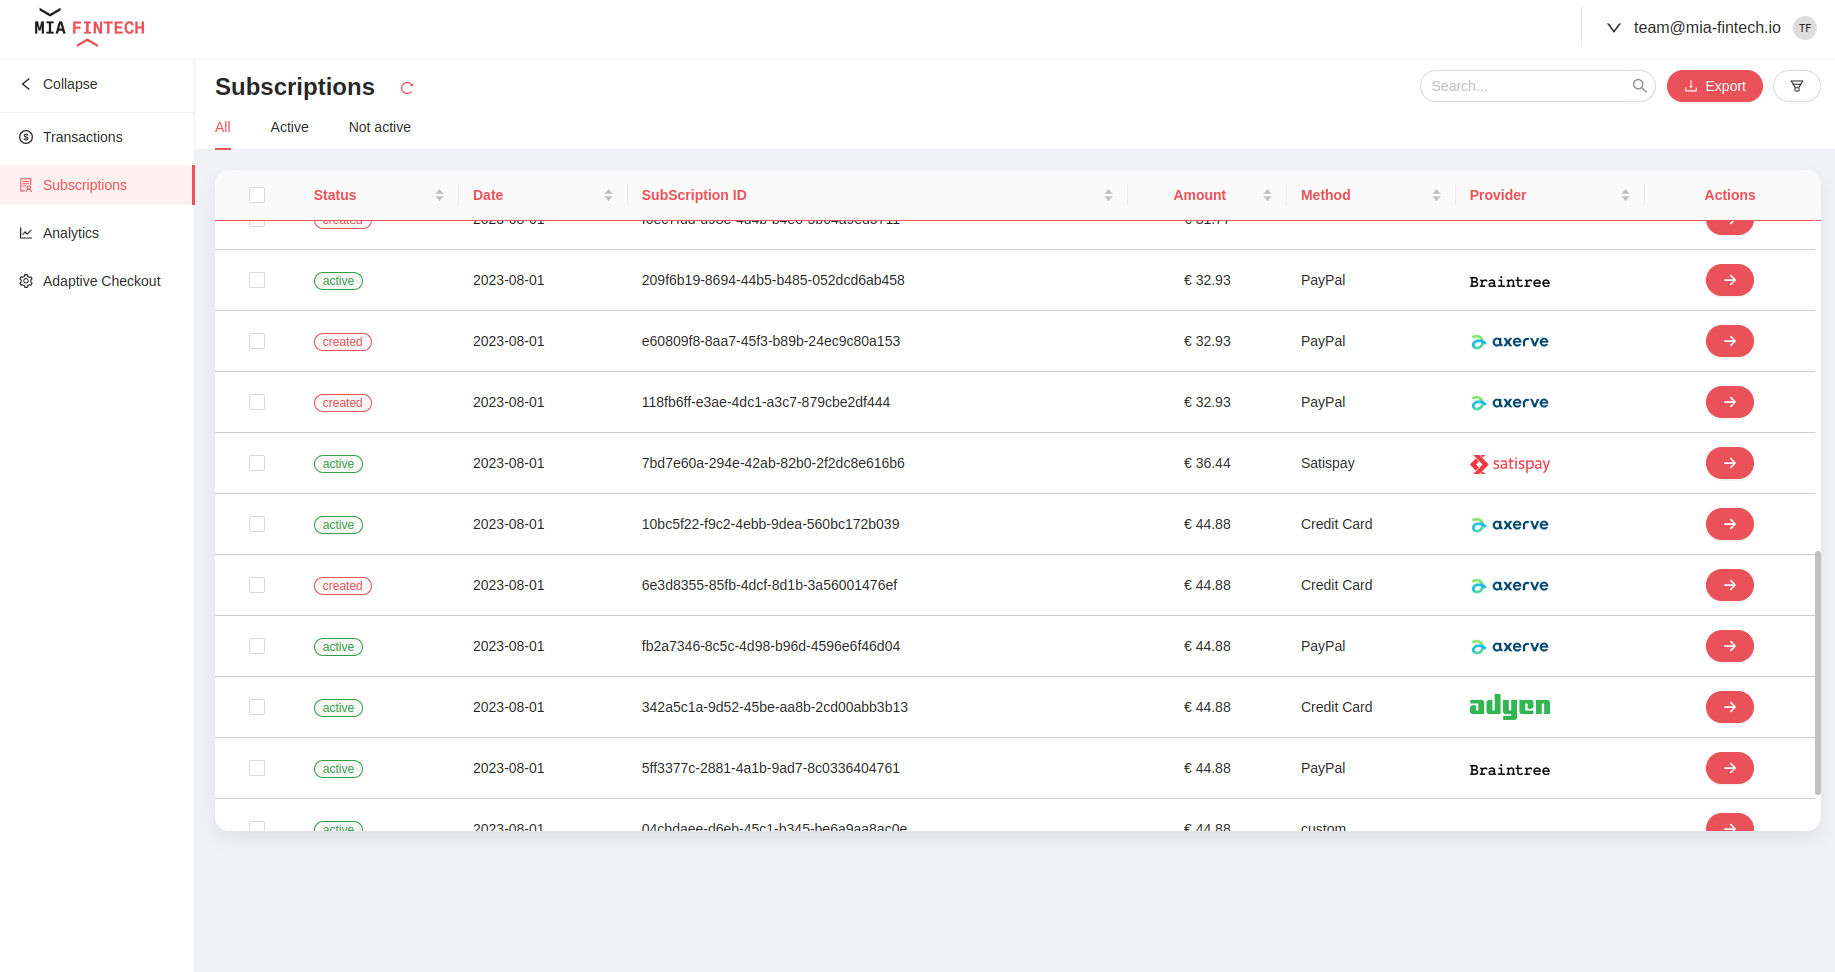 MIA FINTECH
team@mia-fintech.io TF
Collapse
Subscriptions
Search...
Export
All Active Not active
Transactions
Subscriptions
Analytics
Adaptive Checkout
Status Date SubScription ID Amount Method Provider Actions
created 2023-08-01 € 31.77
active 2023-08-01 209f6b19-8694-44b5-b485-052dcd6ab458 € 32.93 PayPal Braintree
created 2023-08-01 e60809f8-8aa7-45f3-b89b-24ec9c80a153 € 32.93 PayPal axerve
created 2023-08-01 118fb6ff-e3ae-4dc1-a3c7-879cbe2df444 € 32.93 PayPal axerve
active 2023-08-01 7bd7e60a-294e-42ab-82b0-2f2dc8e616b6 € 36.44 Satispay satispay
active 2023-08-01 10bc5f22-f9c2-4ebb-9dea-560bc172b039 € 44.88 Credit Card axerve
created 2023-08-01 6e3d8355-85fb-4dcf-8d1b-3a56001476ef € 44.88 Credit Card axerve
active 2023-08-01 fb2a7346-8c5c-4d98-b96d-4596e6f46d04 € 44.88 PayPal axerve
active 2023-08-01 342a5c1a-9d52-45be-aa8b-2cd00abb3b13 € 44.88 Credit Card adyen
active 2023-08-01 5ff3377c-2881-4a1b-9ad7-8c0336404761 € 44.88 PayPal Braintree
active 2023-08-01 04cbdaee-d6eb-45c1-b345-be6a9aa8ac0e € 44.88 custom